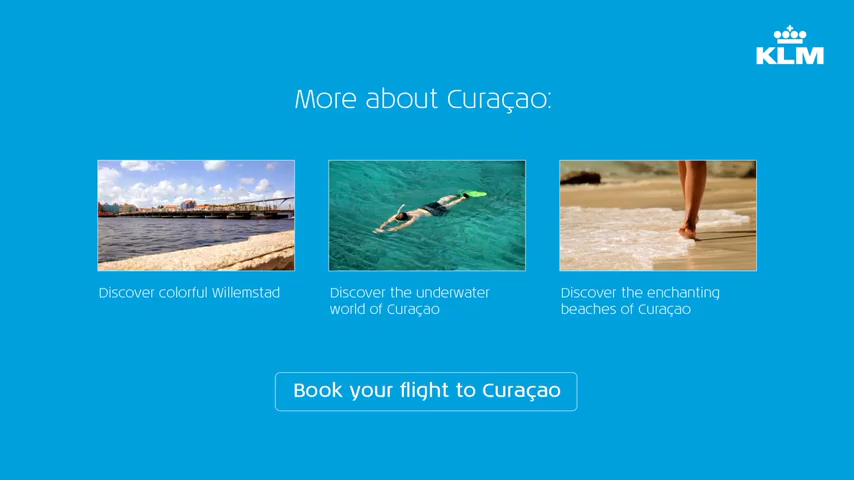 KLM
More about Curaçao:
Discover colorful Willemstad
Discover the underwater
world of Curaçao
Discover the enchanting
beaches of Curaçao
Book your flight to Curaçao